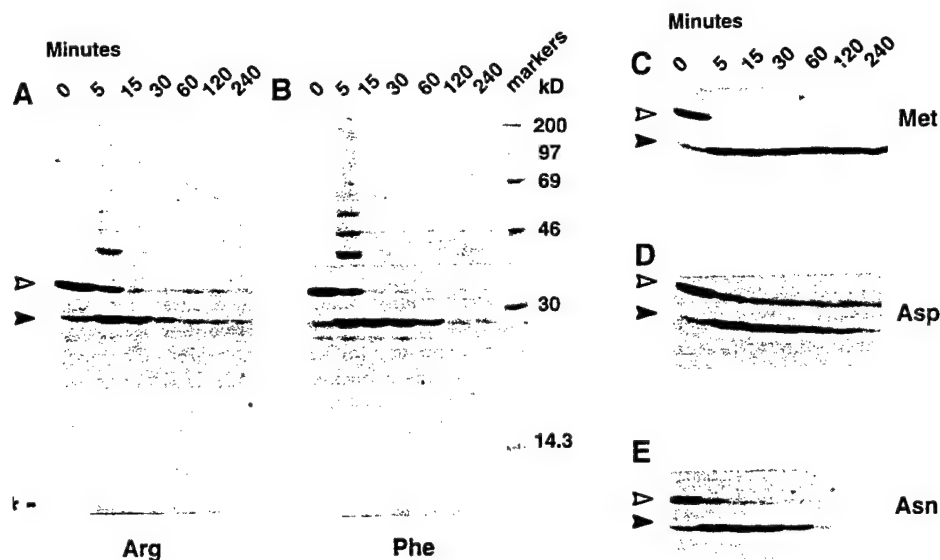 Minutes
A 0 5 15 30 60 120 240
B 0 5 15 30 60 120 240 markers
kD
200
97
69
46
30
14.3
Arg
Phe
Minutes
C 0 5 15 30 60 120 240
Met
D
Asp
E
Asn